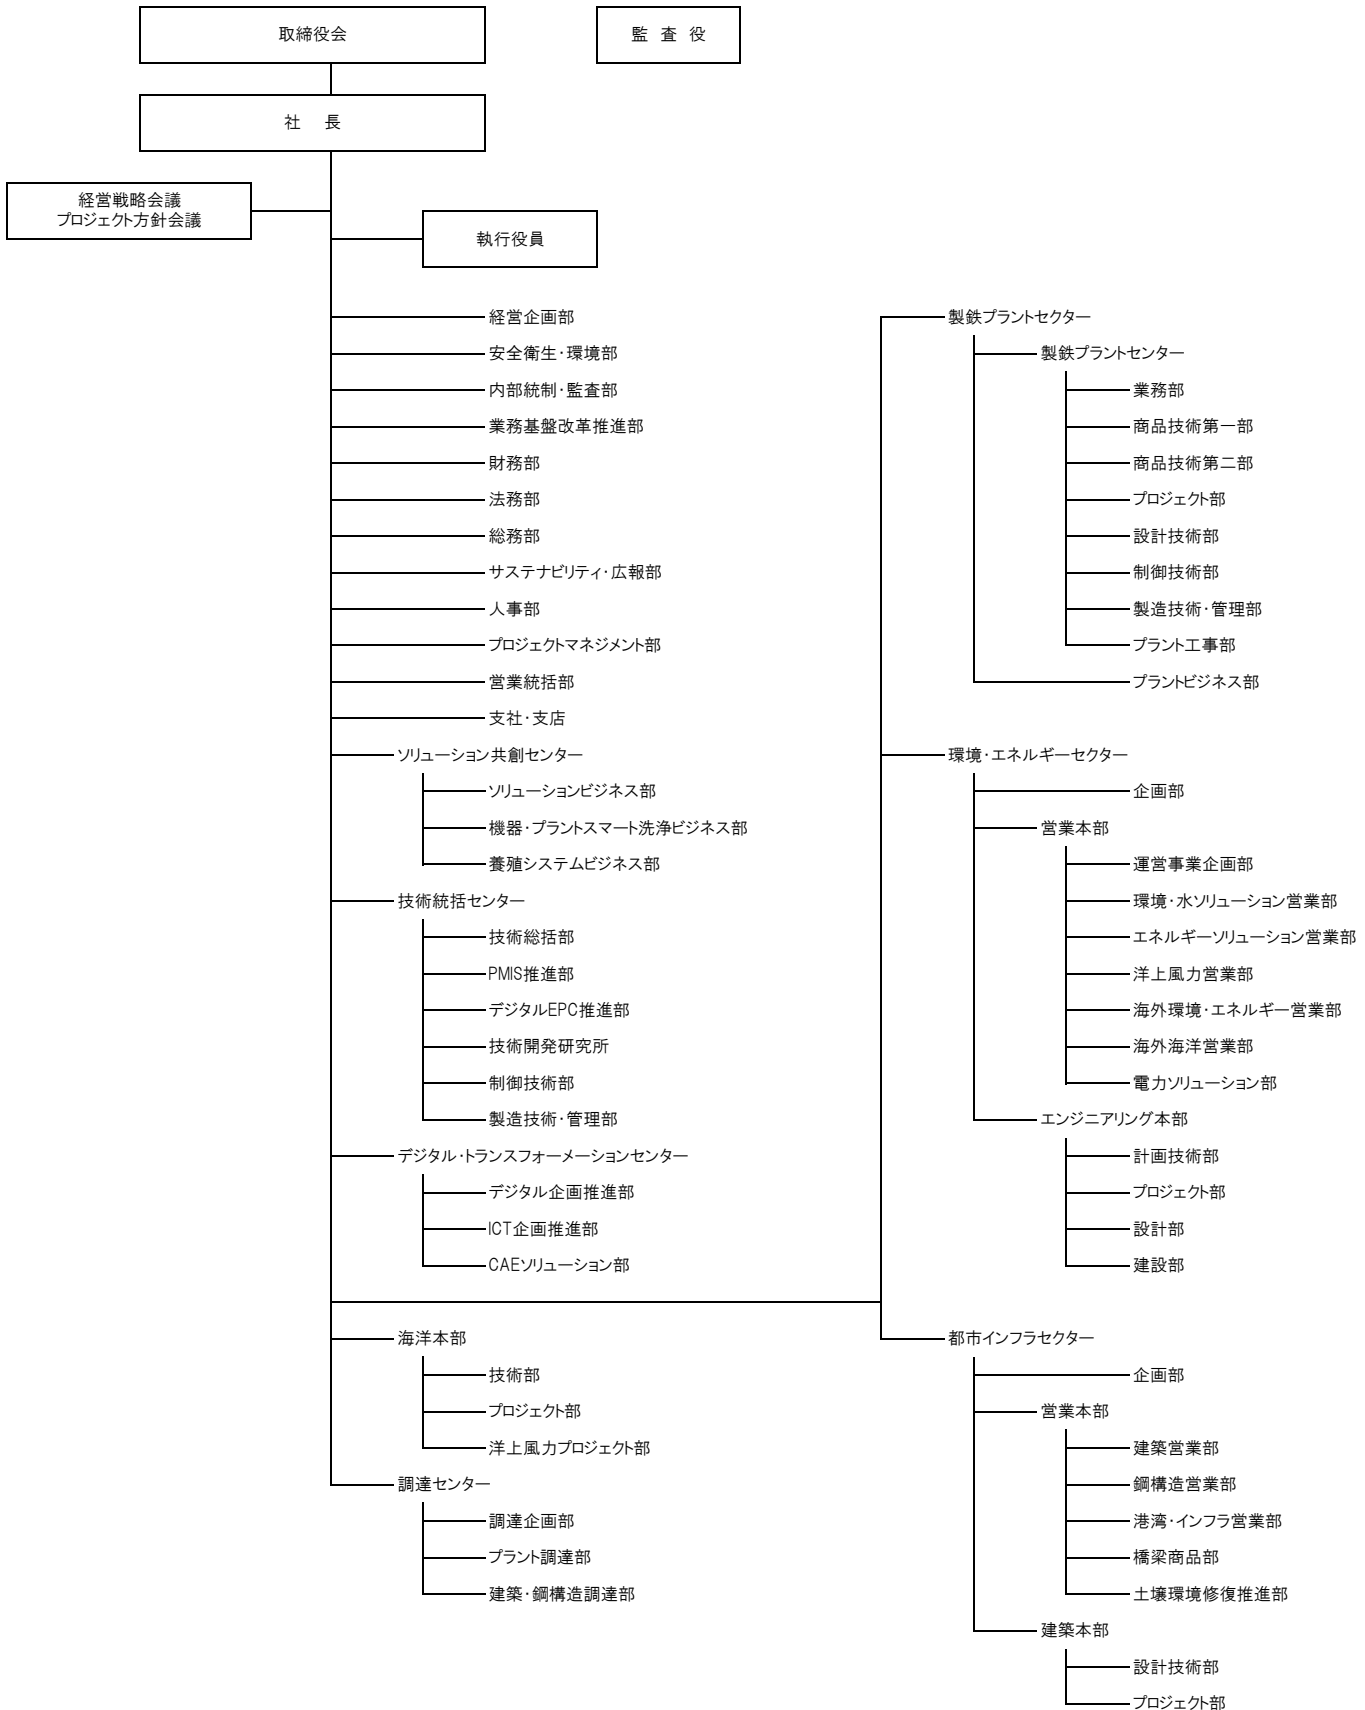 取締役会
監 査 役
社 長
経営戦略会議
プロジェクト方針会議
執行役員
経営企画部
安全衛生・環境部
内部統制・監査部
業務基盤改革推進部
財務部
法務部
総務部
サステナビリティ・広報部
人事部
プロジェクトマネジメント部
営業統括部
支社・支店
ソリューション共創センター
ソリューションビジネス部
機器・プラントスマート洗浄ビジネス部
養殖システムビジネス部
技術統括センター
技術総括部
PMIS推進部
デジタルEPC推進部
技術開発研究所
制御技術部
製造技術・管理部
デジタル・トランスフォーメーションセンター
デジタル企画推進部
ICT企画推進部
CAEソリューション部
海洋本部
技術部
プロジェクト部
洋上風力プロジェクト部
調達センター
調達企画部
プラント調達部
建築・鋼構造調達部
製鉄プラントセクター
製鉄プラントセンター
業務部
商品技術第一部
商品技術第二部
プロジェクト部
設計技術部
制御技術部
製造技術・管理部
プラント工事部
プラントビジネス部
環境・エネルギーセクター
企画部
営業本部
運営事業企画部
環境・水ソリューション営業部
エネルギーソリューション営業部
洋上風力営業部
海外環境・エネルギー営業部
海外海洋営業部
電力ソリューション部
エンジニアリング本部
計画技術部
プロジェクト部
設計部
建設部
都市インフラセクター
企画部
営業本部
建築営業部
鋼構造営業部
港湾・インフラ営業部
橋梁商品部
土壌環境修復推進部
建築本部
設計技術部
プロジェクト部